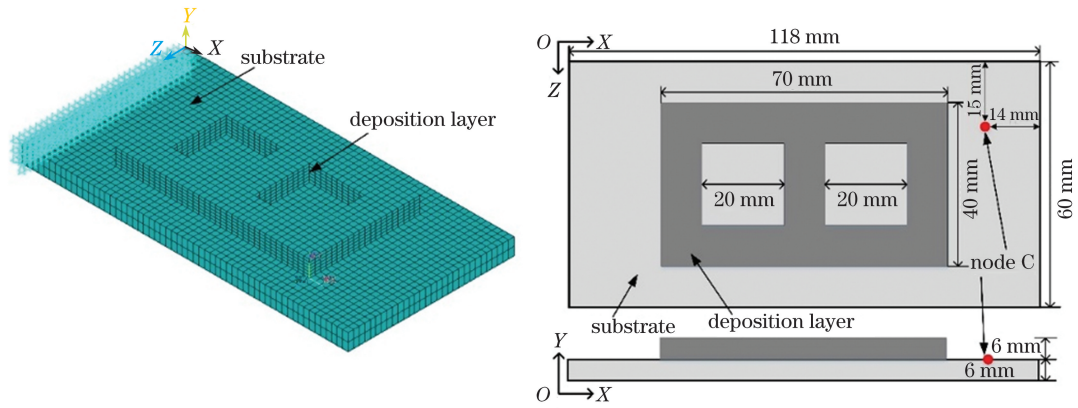 Y
Z
X
substrate
deposition layer
O
X
Z
118 mm
70 mm
15 mm
14 mm
20 mm
20 mm
40 mm
60 mm
node C
substrate
deposition layer
Y
6 mm
6 mm
O
X